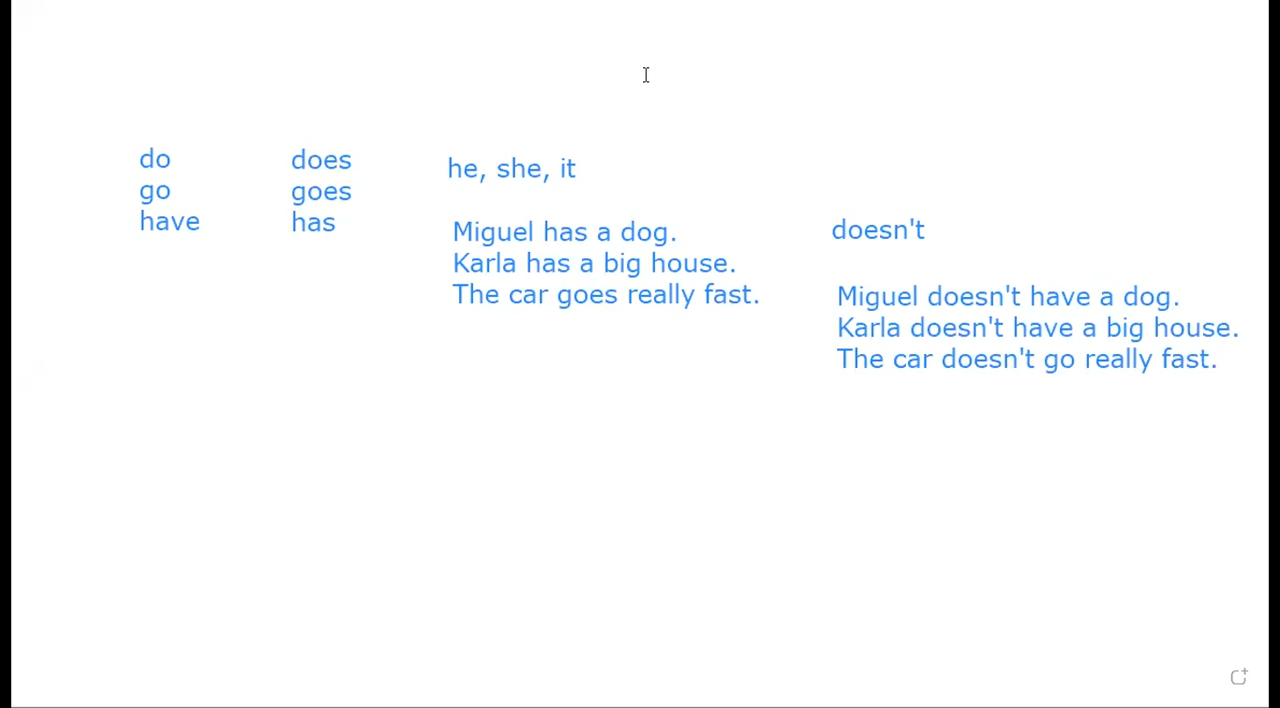 do
go
have
does
goes
has
he, she, it
Miguel has a dog.
Karla has a big house.
The car goes really fast.
doesn't
Miguel doesn't have a dog.
Karla doesn't have a big house.
The car doesn't go really fast.